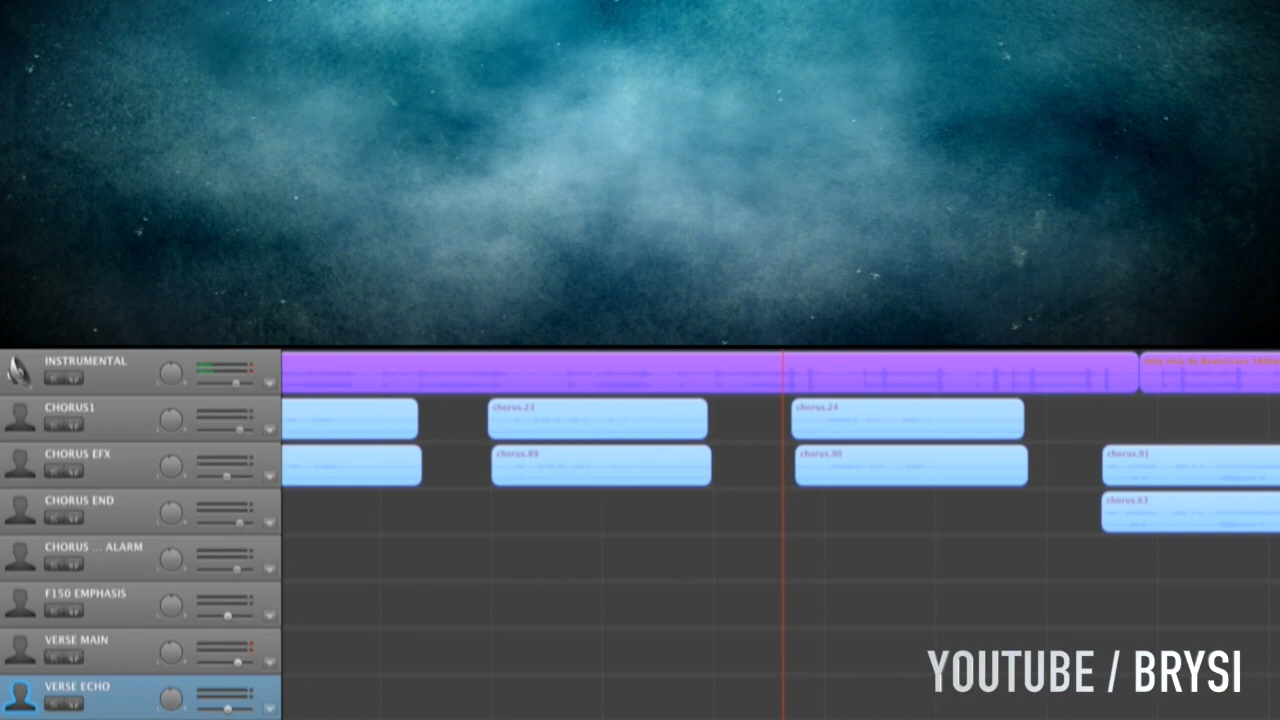 INSTRUMENTAL
CHORUS1
chorus.23
chorus.24
CHORUS EFX
chorus.89
chorus.90
chorus.91
CHORUS END
chorus.63
CHORUS ... ALARM
F150 EMPHASIS
VERSE MAIN
VERSE ECHO
YOUTUBE / BRYSI